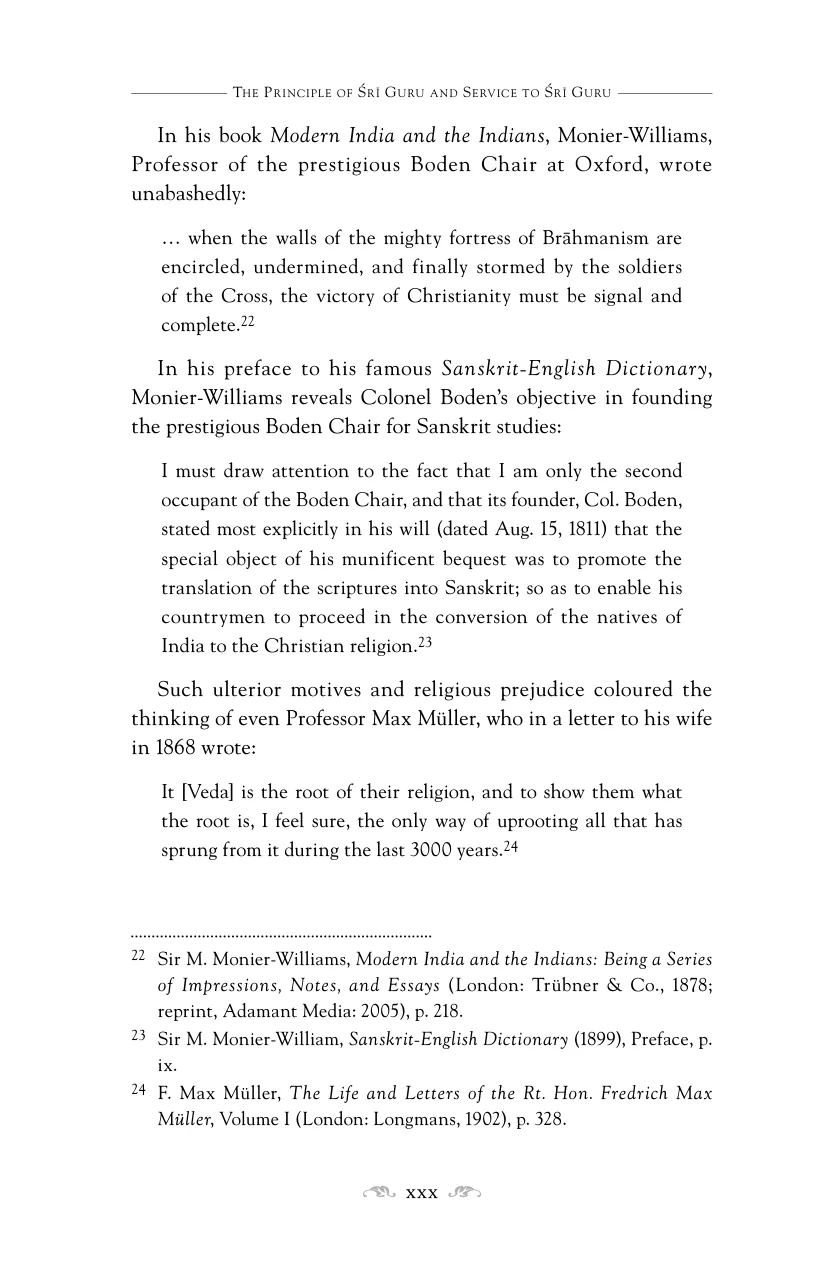 The Principle of Śrī Guru and Service to Śrī Guru
In his book Modern India and the Indians, Monier-Williams,
Professor of the prestigious Boden Chair at Oxford, wrote
unabashedly:
… when the walls of the mighty fortress of Brāhmanism are
encircled, undermined, and finally stormed by the soldiers
of the Cross, the victory of Christianity must be signal and
complete.22
In his preface to his famous Sanskrit-English Dictionary,
Monier-Williams reveals Colonel Boden’s objective in founding
the prestigious Boden Chair for Sanskrit studies:
I must draw attention to the fact that I am only the second
occupant of the Boden Chair, and that its founder, Col. Boden,
stated most explicitly in his will (dated Aug. 15, 1811) that the
special object of his munificent bequest was to promote the
translation of the scriptures into Sanskrit; so as to enable his
countrymen to proceed in the conversion of the natives of
India to the Christian religion.23
Such ulterior motives and religious prejudice coloured the
thinking of even Professor Max Müller, who in a letter to his wife
in 1868 wrote:
It [Veda] is the root of their religion, and to show them what
the root is, I feel sure, the only way of uprooting all that has
sprung from it during the last 3000 years.24
22 Sir M. Monier-Williams, Modern India and the Indians: Being a Series
of Impressions, Notes, and Essays (London: Trübner & Co., 1878;
reprint, Adamant Media: 2005), p. 218.
23 Sir M. Monier-William, Sanskrit-English Dictionary (1899), Preface, p.
ix.
24 F. Max Müller, The Life and Letters of the Rt. Hon. Fredrich Max
Müller, Volume I (London: Longmans, 1902), p. 328.
xxx